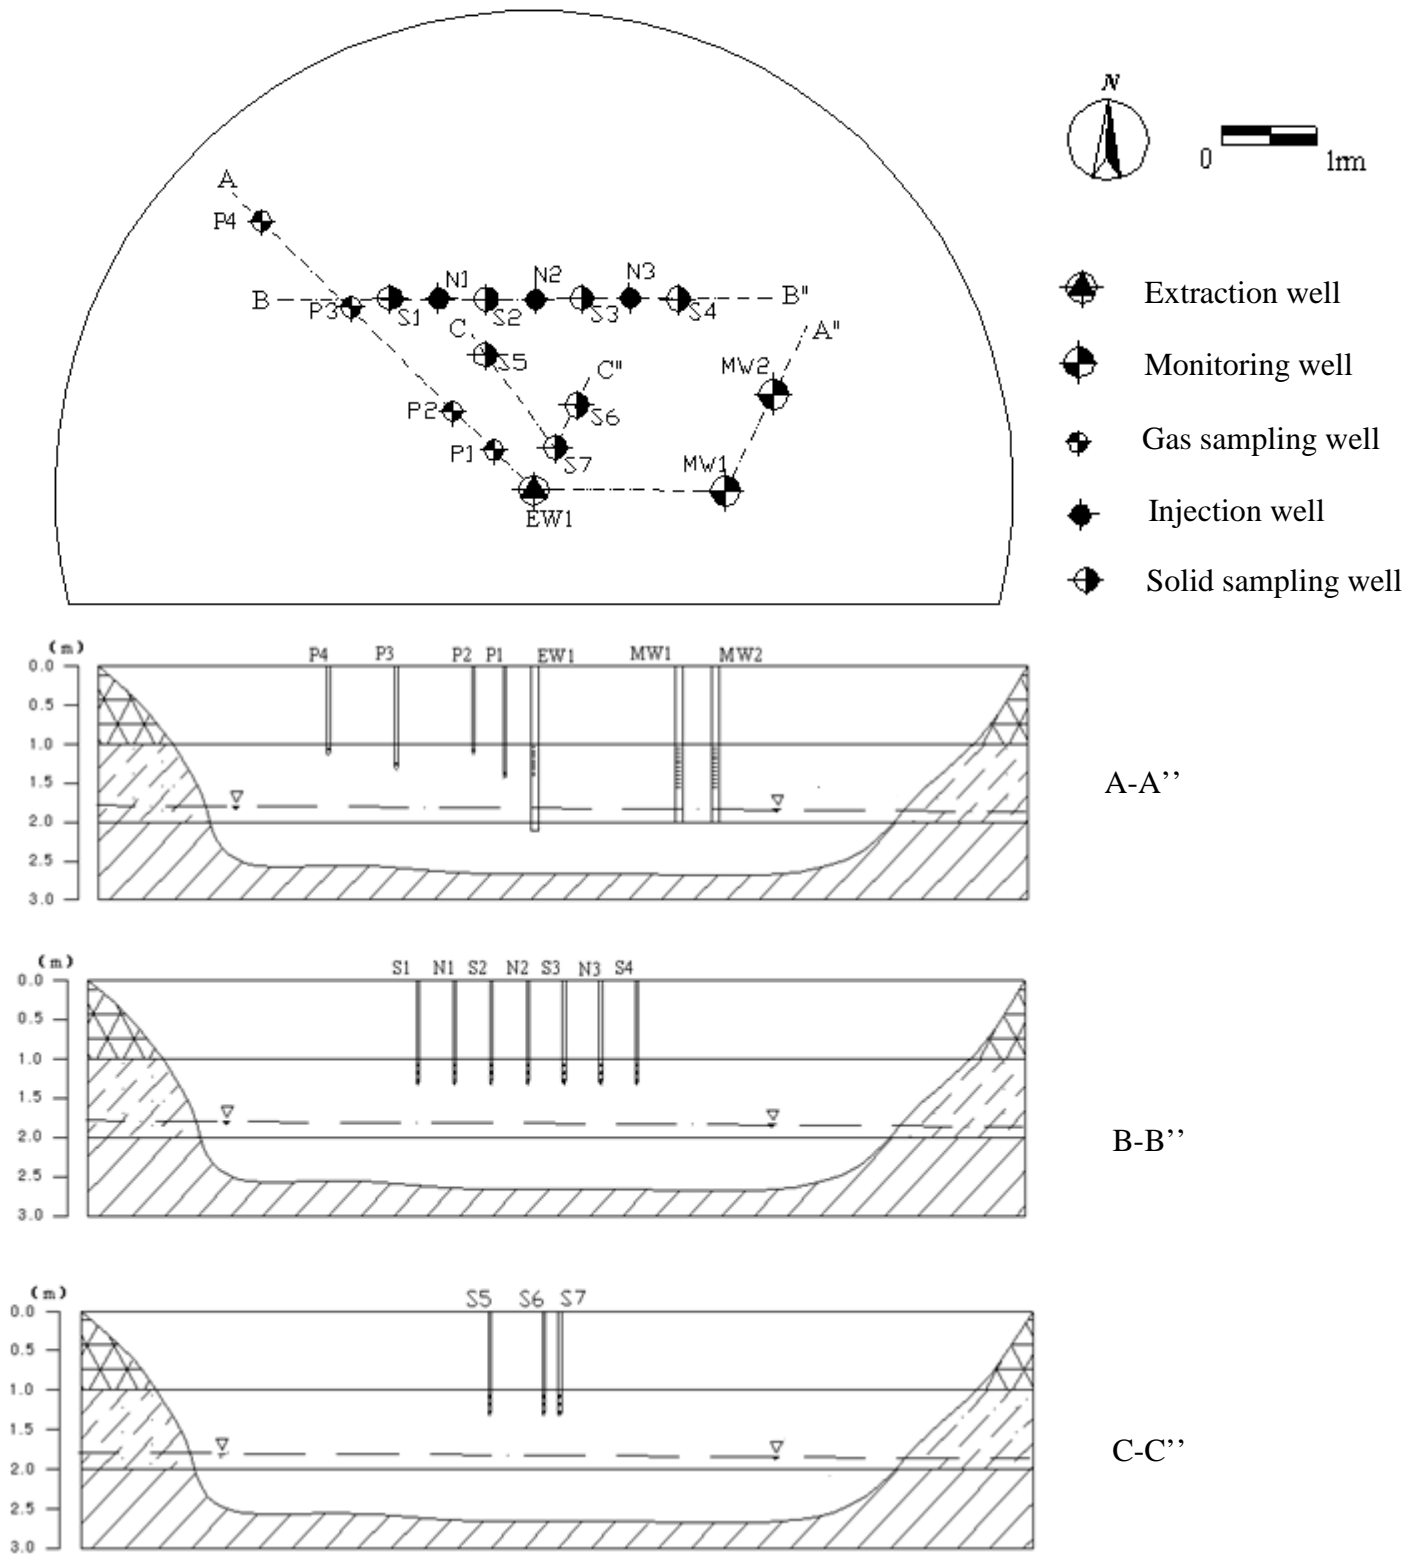 N
0 1m
A
P4
B P3 S1 N1 S2 N2 S3 N3 S4 B"
C S5 C" S6 S7
MW2 A"
P2 P1 EW1 MW1
Extraction well
Monitoring well
Gas sampling well
Injection well
Solid sampling well
(m)
P4 P3 P2 P1 EW1 MW1 MW2
0.0
0.5
1.0
1.5
2.0
2.5
3.0
A-A’’
(m)
S1 N1 S2 N2 S3 N3 S4
0.0
0.5
1.0
1.5
2.0
2.5
3.0
B-B’’
(m)
S5 S6 S7
0.0
0.5
1.0
1.5
2.0
2.5
3.0
C-C’’